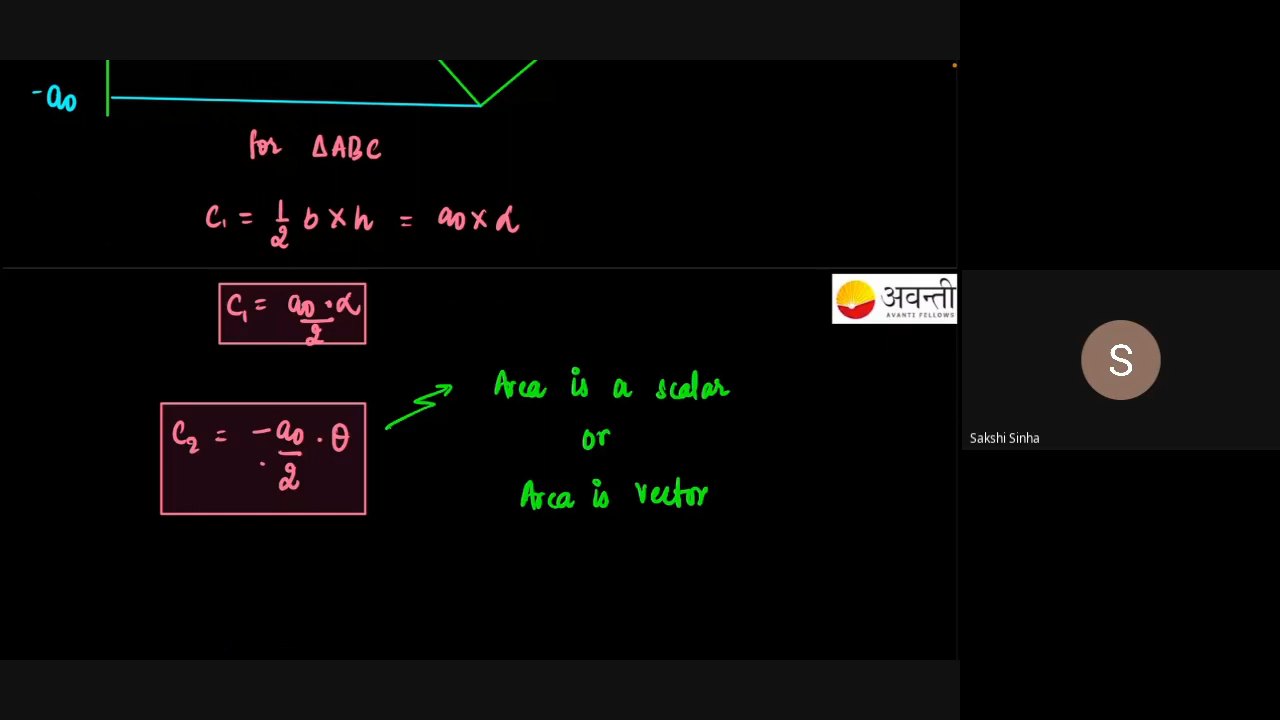 -a₀
for ΔABC
C₁ = 1/2 b × h = a₀ × α
C₁ = a₀/2 · α
अवन्ती
AVANTI FELLOWS
Area is a scalar
C₂ = -a₀/2 · θ
or
Area is vector
S
Sakshi Sinha